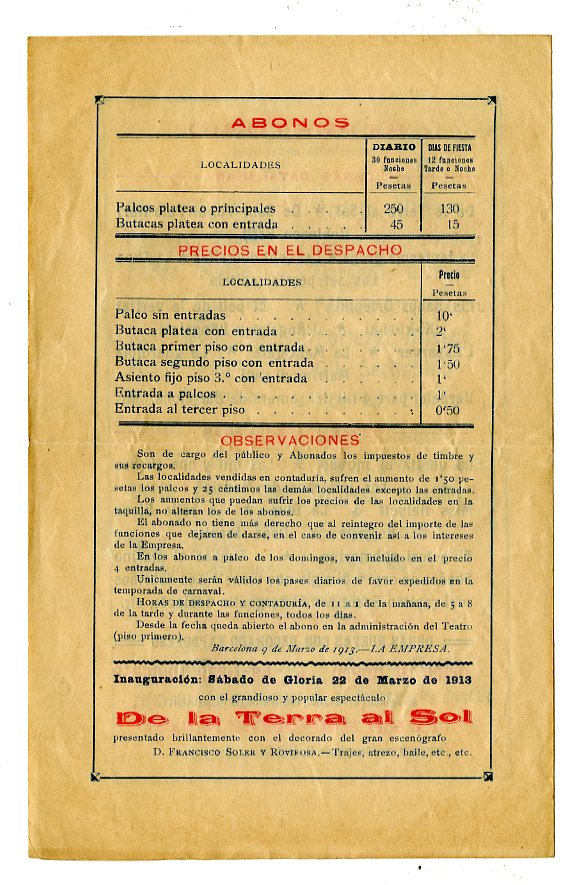 ABONOS
LOCALIDADES
DIARIO
30 funciones
Noche
Pesetas
DIAS DE FIESTA
12 funciones
Tarde o Noche
Pesetas
Palcos platea o principales . . . . . . 250 130
Butacas platea con entrada . . . . . . 45 15
PRECIOS EN EL DESPACHO
LOCALIDADES
Precio
Pesetas
Palco sin entradas . . . . . . . . . 10‘
Butaca platea con entrada . . . . . . . 2‘
Butaca primer piso con entrada . . . . . 1‘75
Butaca segundo piso con entrada . . . . . 1‘50
Asiento fijo piso 3.º con entrada . . . . . 1‘
Entrada a palcos . . . . . . . . . . 1‘
Entrada al tercer piso . . . . . . . . . 0‘50
OBSERVACIONES
Son de cargo del público y Abonados los impuestos de timbre y
sus recargos.
Las localidades vendidas en contaduría, sufren el aumento de 1‘50 pe-
setas los palcos y 25 céntimos las demás localidades excepto las entradas.
Los aumentos que puedan sufrir los precios de las localidades en la
taquilla, no alteran los de los abonos.
El abonado no tiene más derecho que al reintegro del importe de las
funciones que dejaren de darse, en el caso de convenir así a los intereses
de la Empresa.
En los abonos a palco de los domingos, van incluido en el precio
4 entradas.
Unicamente serán válidos los pases diarios de favor expedidos en la
temporada de carnaval.
HORAS DE DESPACHO Y CONTADURÍA, de 11 a 1 de la mañana, de 5 a 8
de la tarde y durante las funciones, todos los días.
Desde la fecha queda abierto el abono en la administración del Teatro
(piso primero).
Barcelona 9 de Marzo de 1913.—LA EMPRESA.
Inauguración: Sábado de Gloria 22 de Marzo de 1913
con el grandioso y popular espectáculo
De la Terra al Sol
presentado brillantemente con el decorado del gran escenógrafo
D. FRANCISCO SOLER Y ROVIROSA.—Trajes, atrezo, baile, etc., etc.